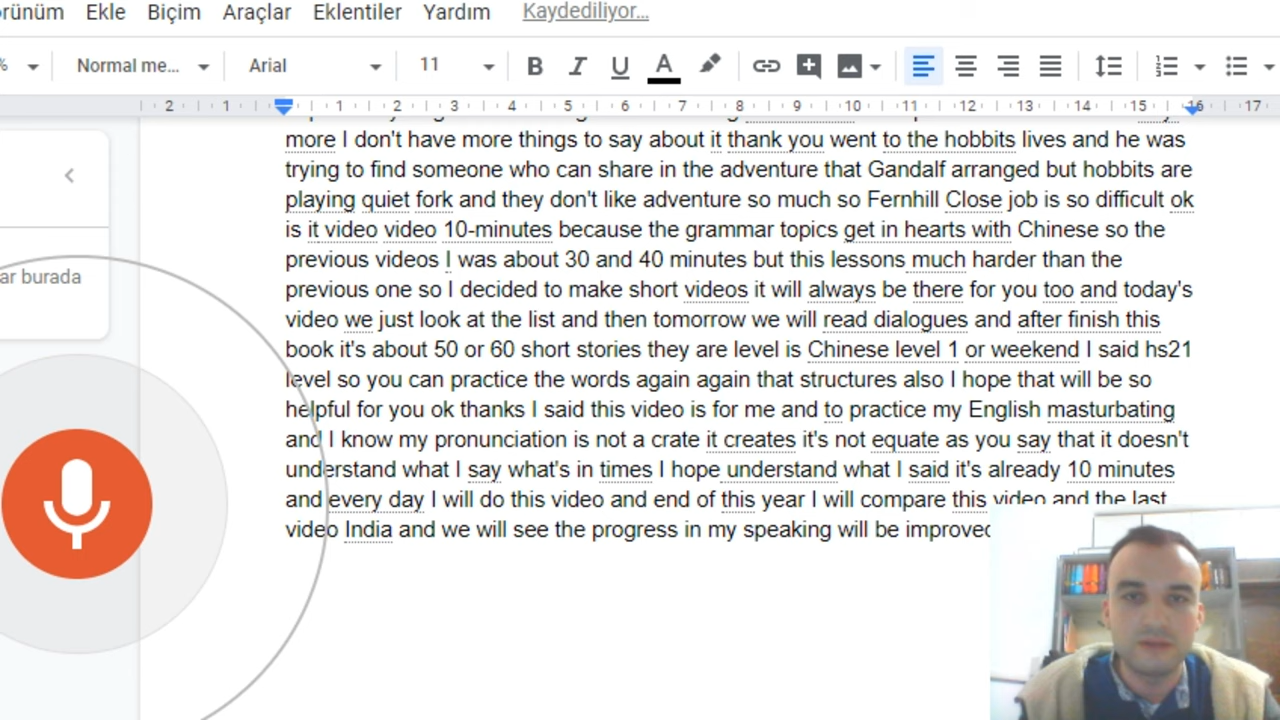 örünüm Ekle Biçim Araçlar Eklentiler Yardım Kaydediliyor...
% Normal me... Arial 11 B I U A
2 1 1 2 3 4 5 6 7 8 9 10 11 12 13 14 15 16 17
more I don't have more things to say about it thank you went to the hobbits lives and he was
trying to find someone who can share in the adventure that Gandalf arranged but hobbits are
playing quiet fork and they don't like adventure so much so Fernhill Close job is so difficult ok
is it video video 10-minutes because the grammar topics get in hearts with Chinese so the
previous videos I was about 30 and 40 minutes but this lessons much harder than the
ar burada
previous one so I decided to make short videos it will always be there for you too and today's
video we just look at the list and then tomorrow we will read dialogues and after finish this
book it's about 50 or 60 short stories they are level is Chinese level 1 or weekend I said hs21
level so you can practice the words again again that structures also I hope that will be so
helpful for you ok thanks I said this video is for me and to practice my English masturbating
and I know my pronunciation is not a crate it creates it's not equate as you say that it doesn't
understand what I say what's in times I hope understand what I said it's already 10 minutes
and every day I will do this video and end of this year I will compare this video and the last
video India and we will see the progress in my speaking will be improved